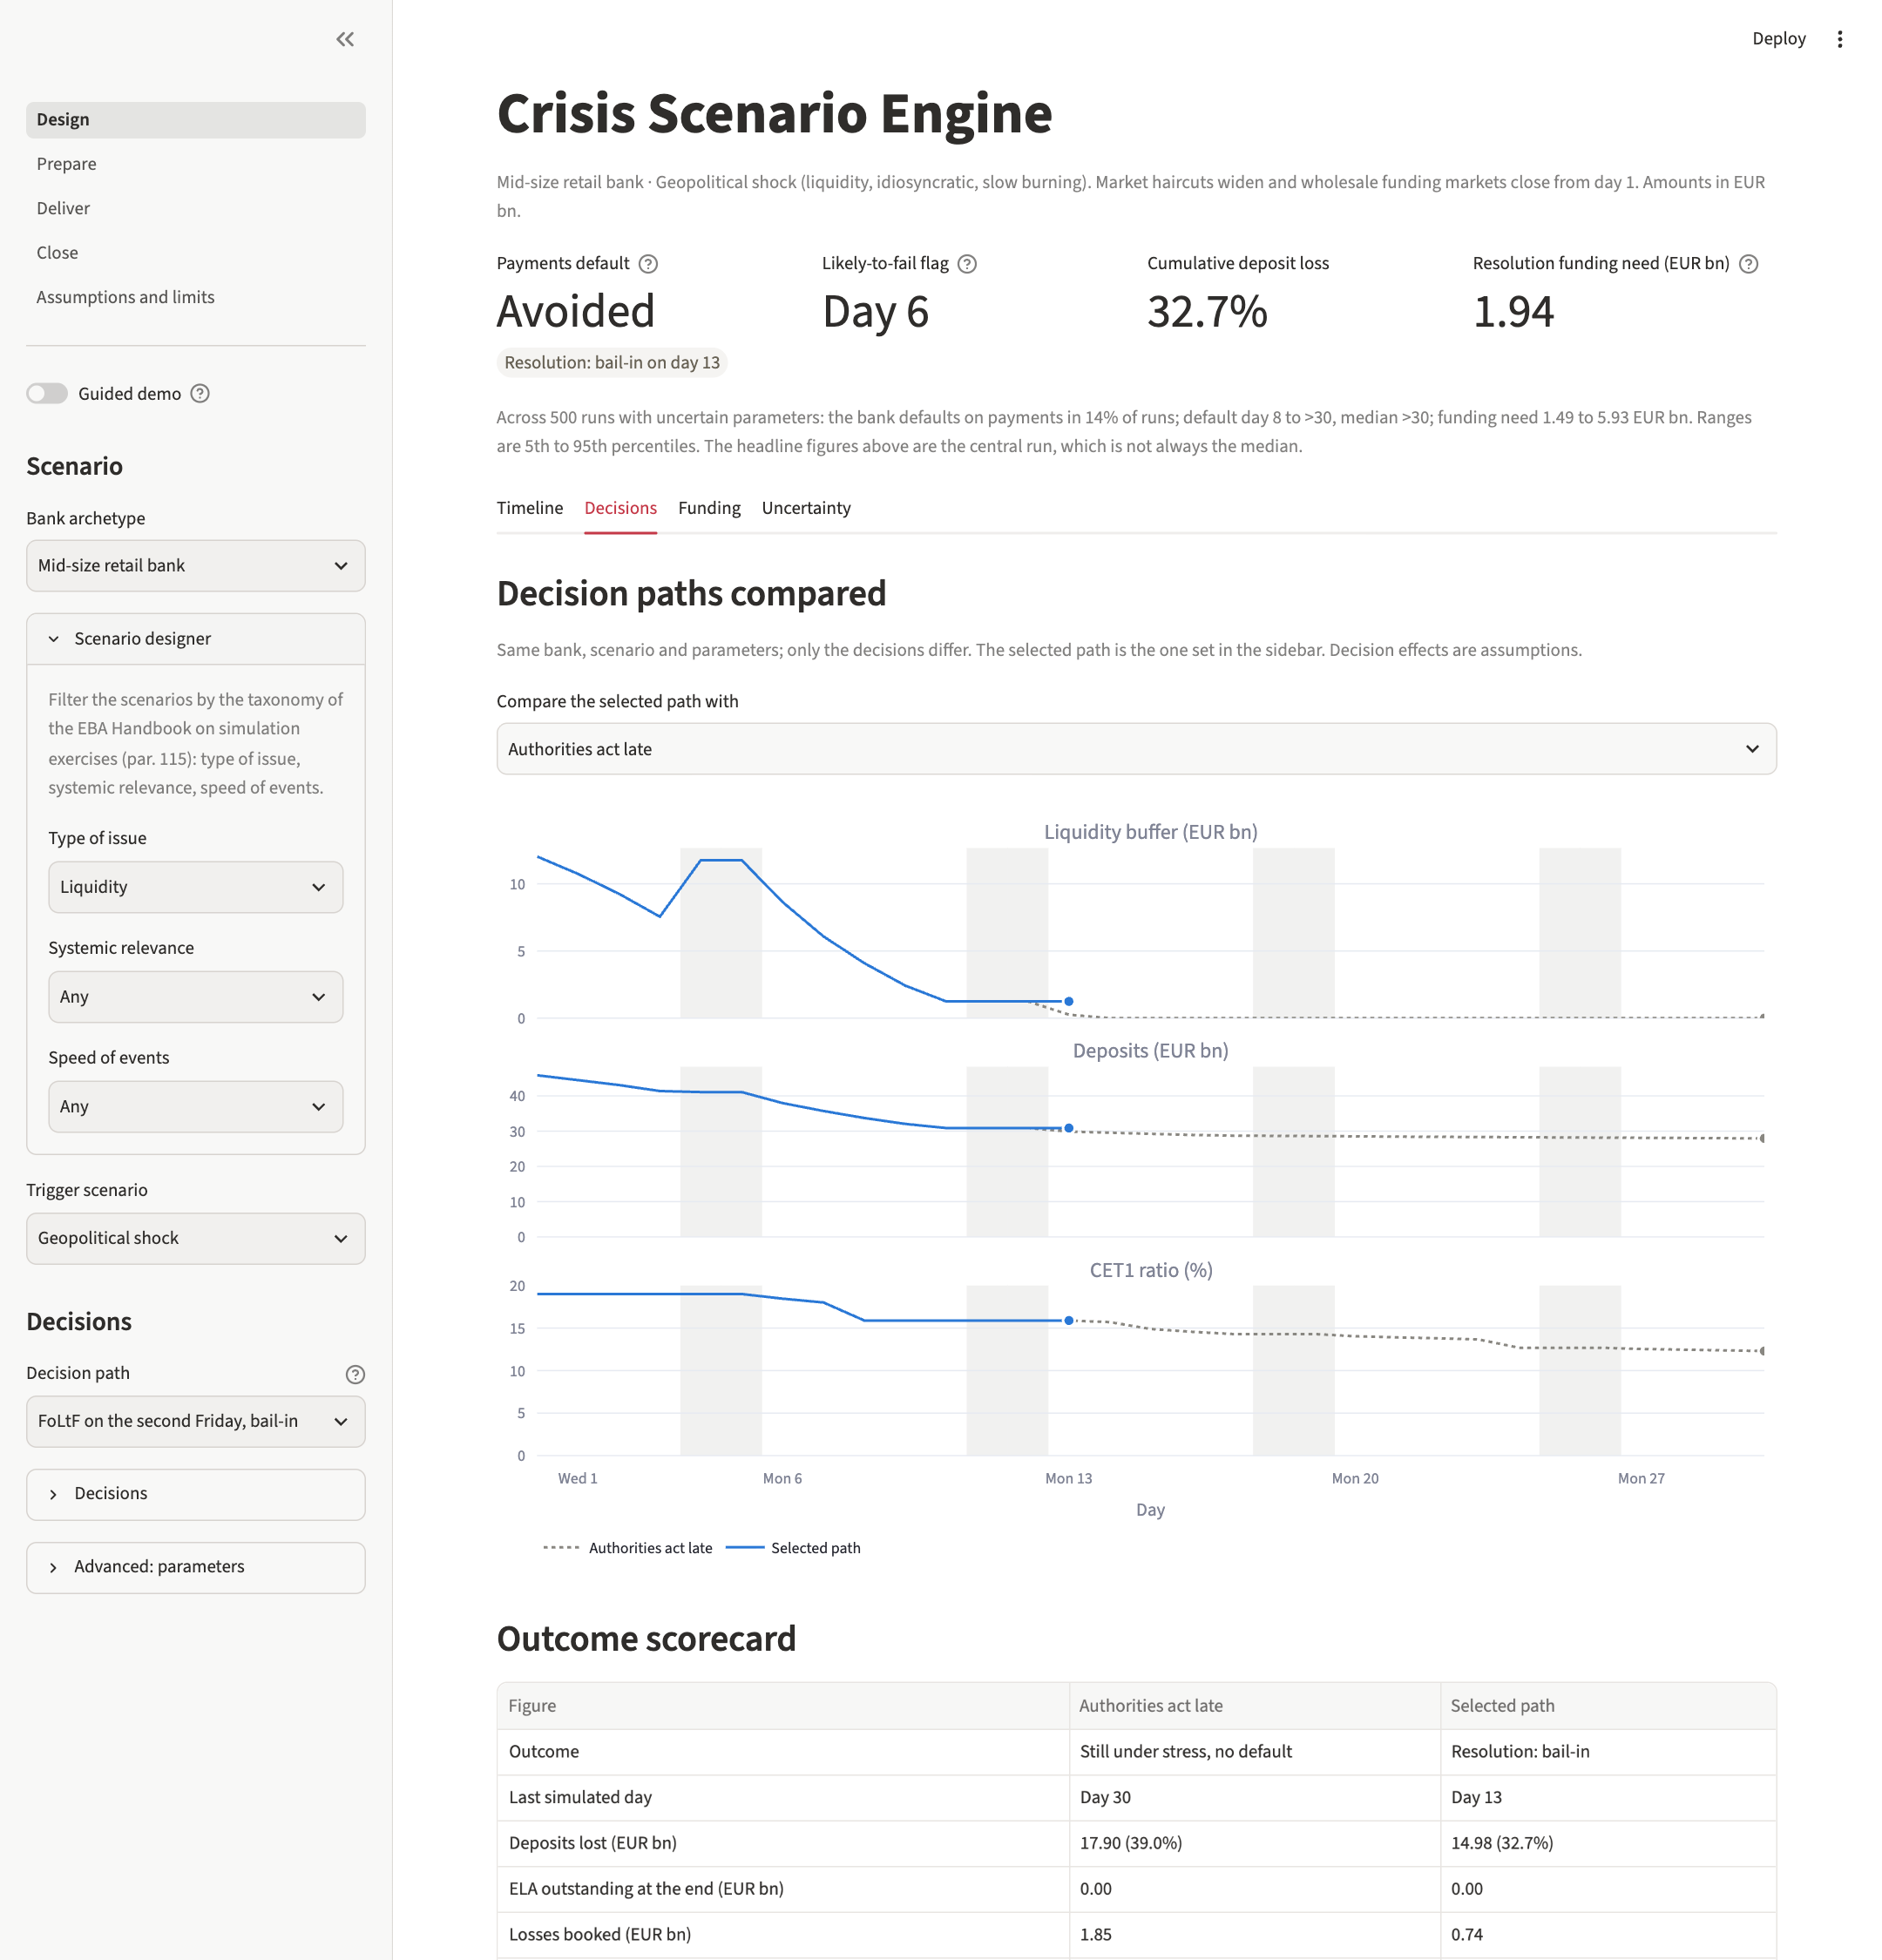 Deploy
Design
Prepare
Deliver
Close
Assumptions and limits
Guided demo
Scenario
Bank archetype
Mid-size retail bank
Scenario designer
Filter the scenarios by the taxonomy of
the EBA Handbook on simulation
exercises (par. 115): type of issue,
systemic relevance, speed of events.
Type of issue
Liquidity
Systemic relevance
Any
Speed of events
Any
Trigger scenario
Geopolitical shock
Decisions
Decision path
FoLtF on the second Friday, bail-in
Decisions
Advanced: parameters
Crisis Scenario Engine
Mid-size retail bank · Geopolitical shock (liquidity, idiosyncratic, slow burning). Market haircuts widen and wholesale funding markets close from day 1. Amounts in EUR
bn.
Payments default
Avoided
Resolution: bail-in on day 13
Likely-to-fail flag
Day 6
Cumulative deposit loss
32.7%
Resolution funding need (EUR bn)
1.94
Across 500 runs with uncertain parameters: the bank defaults on payments in 14% of runs; default day 8 to >30, median >30; funding need 1.49 to 5.93 EUR bn. Ranges
are 5th to 95th percentiles. The headline figures above are the central run, which is not always the median.
Timeline Decisions Funding Uncertainty
Decision paths compared
Same bank, scenario and parameters; only the decisions differ. The selected path is the one set in the sidebar. Decision effects are assumptions.
Compare the selected path with
Authorities act late
Liquidity buffer (EUR bn)
10
5
0
Deposits (EUR bn)
40
30
20
10
0
CET1 ratio (%)
20
15
10
5
0
Wed 1 Mon 6 Mon 13 Mon 20 Mon 27
Day
Authorities act late Selected path
Outcome scorecard
Figure Authorities act late Selected path
Outcome Still under stress, no default Resolution: bail-in
Last simulated day Day 30 Day 13
Deposits lost (EUR bn) 17.90 (39.0%) 14.98 (32.7%)
ELA outstanding at the end (EUR bn) 0.00 0.00
Losses booked (EUR bn) 1.85 0.74